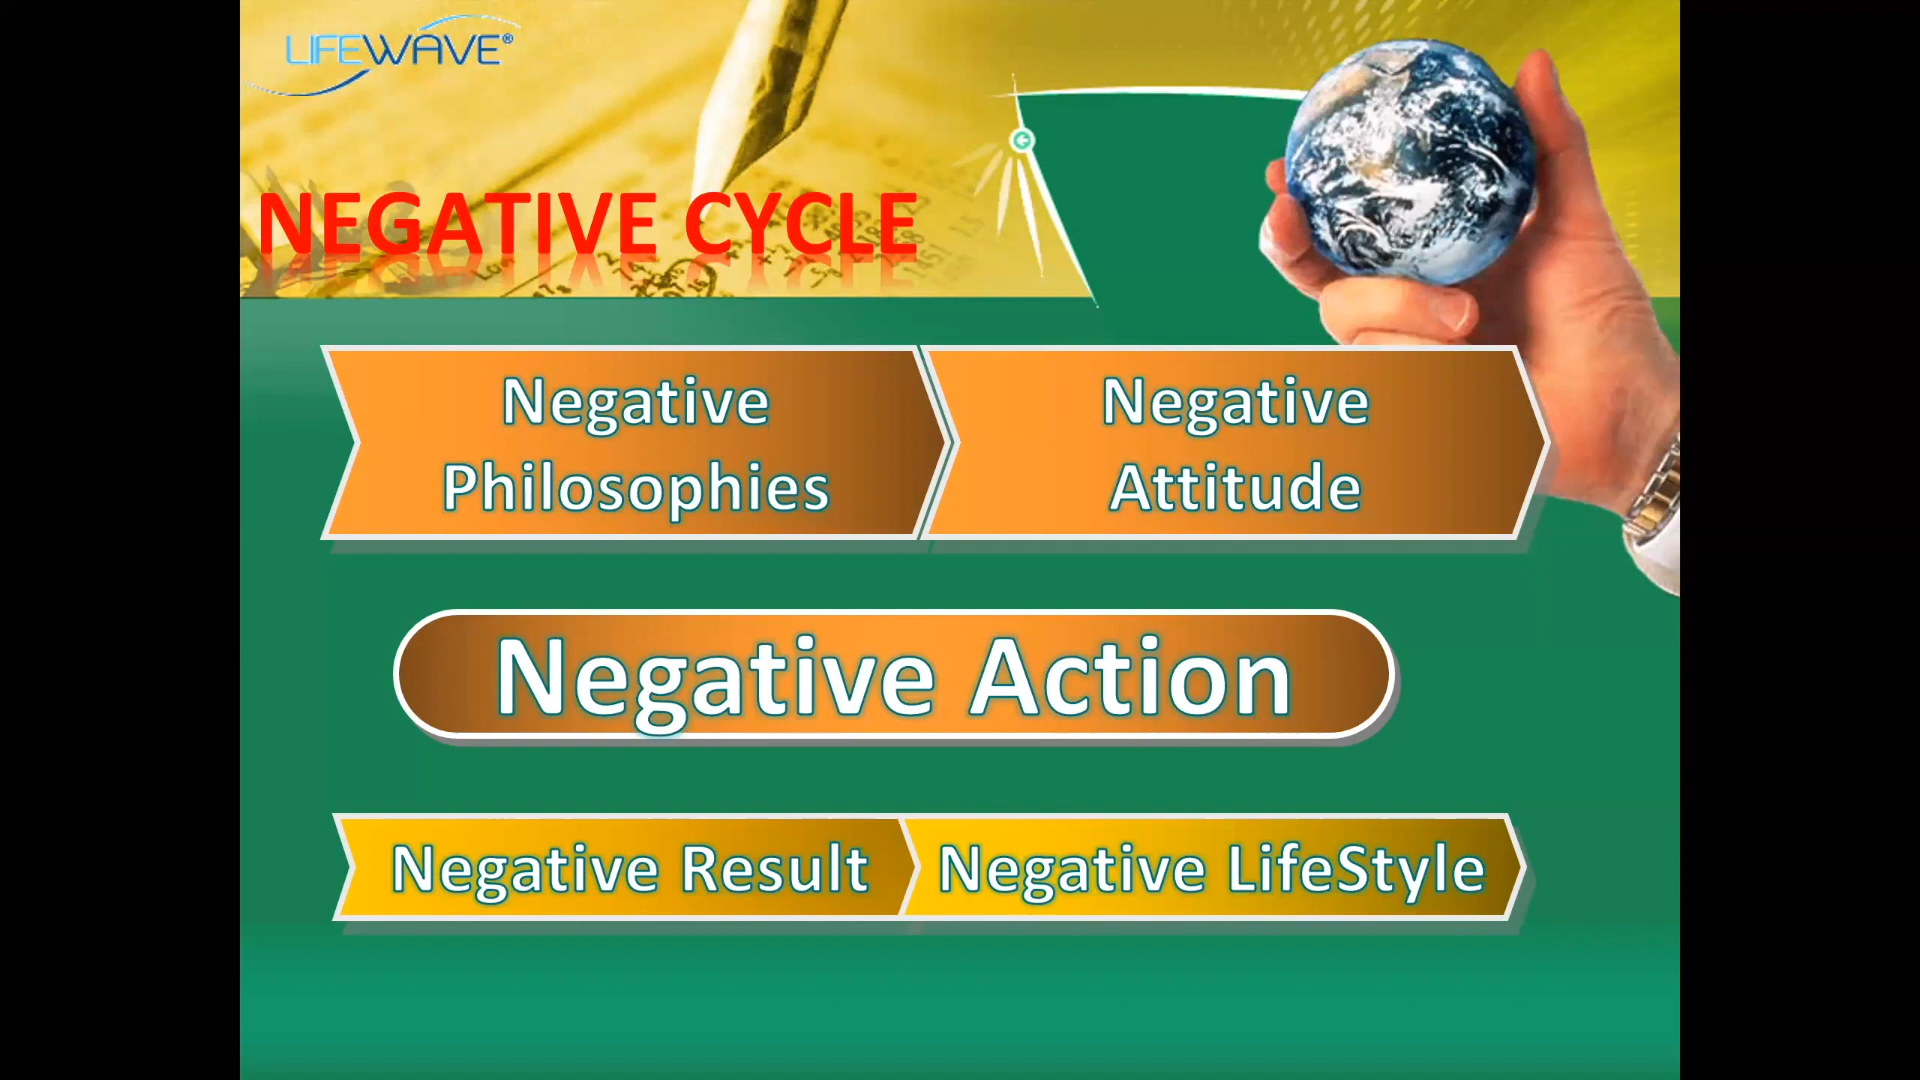 LIFEWAVE®
NEGATIVE CYCLE
Negative
Philosophies
Negative
Attitude
Negative Action
Negative Result
Negative LifeStyle